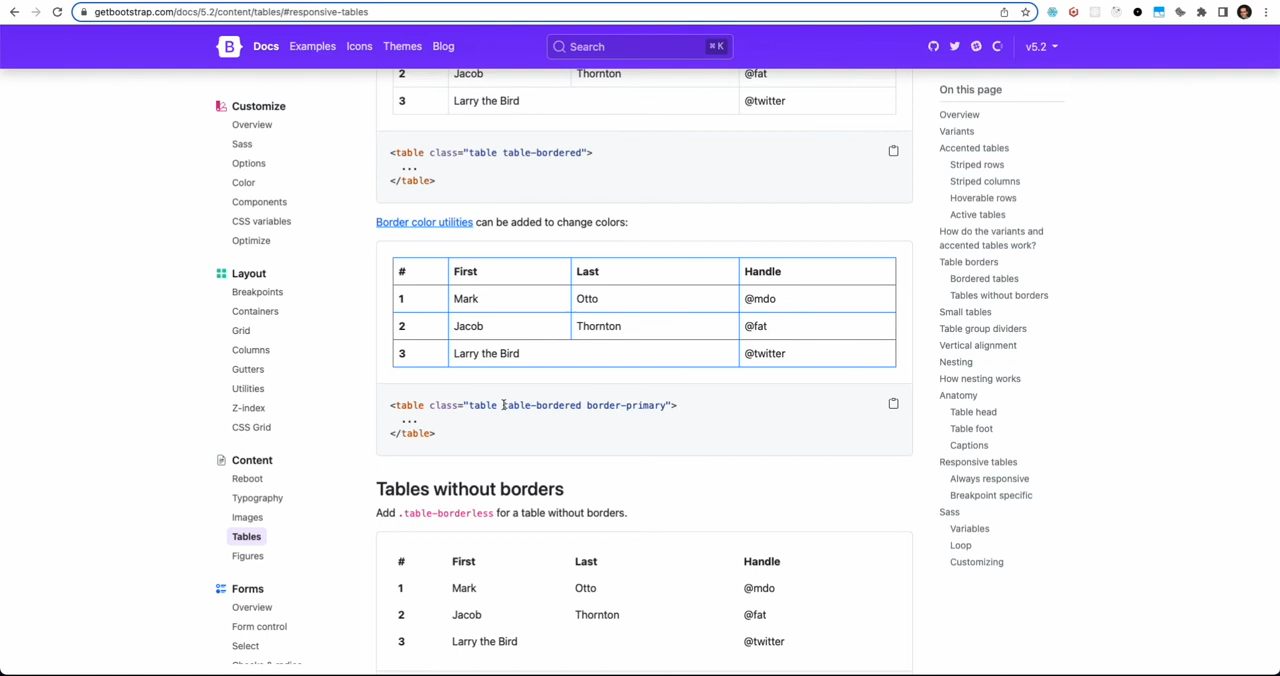 getbootstrap.com/docs/5.2/content/tables/#responsive-tables
B Docs Examples Icons Themes Blog Search ⌘ K v5.2
Customize
Overview
Sass
Options
Color
Components
CSS variables
Optimize
Layout
Breakpoints
Containers
Grid
Columns
Gutters
Utilities
Z-index
CSS Grid
Content
Reboot
Typography
Images
Tables
Figures
Forms
Overview
Form control
Select
Checks & radios
2 Jacob Thornton @fat
3 Larry the Bird @twitter
<table class="table table-bordered">
...
</table>
Border color utilities can be added to change colors:
# First Last Handle
1 Mark Otto @mdo
2 Jacob Thornton @fat
3 Larry the Bird @twitter
<table class="table table-bordered border-primary">
...
</table>
Tables without borders
Add .table-borderless for a table without borders.
# First Last Handle
1 Mark Otto @mdo
2 Jacob Thornton @fat
3 Larry the Bird @twitter
On this page
Overview
Variants
Accented tables
Striped rows
Striped columns
Hoverable rows
Active tables
How do the variants and
accented tables work?
Table borders
Bordered tables
Tables without borders
Small tables
Table group dividers
Vertical alignment
Nesting
How nesting works
Anatomy
Table head
Table foot
Captions
Responsive tables
Always responsive
Breakpoint specific
Sass
Variables
Loop
Customizing